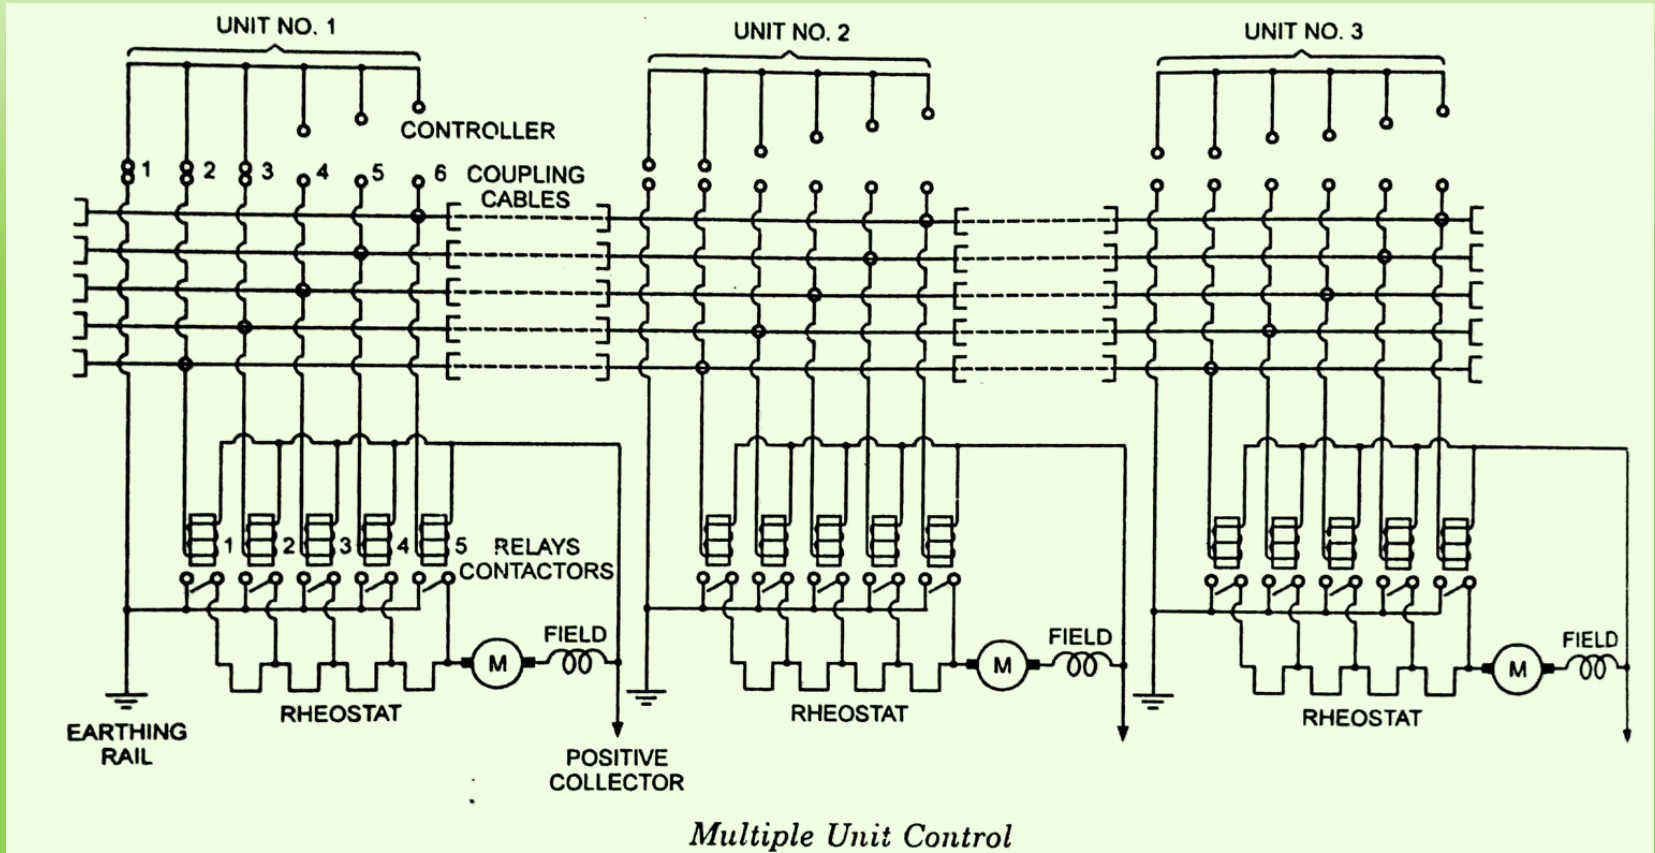 UNIT NO. 1
UNIT NO. 2
UNIT NO. 3
CONTROLLER
1 2 3 4 5 6
COUPLING
CABLES
1 2 3 4 5
RELAYS
CONTACTORS
FIELD
FIELD
FIELD
M
M
M
RHEOSTAT
RHEOSTAT
RHEOSTAT
EARTHING
RAIL
POSITIVE
COLLECTOR
Multiple Unit Control